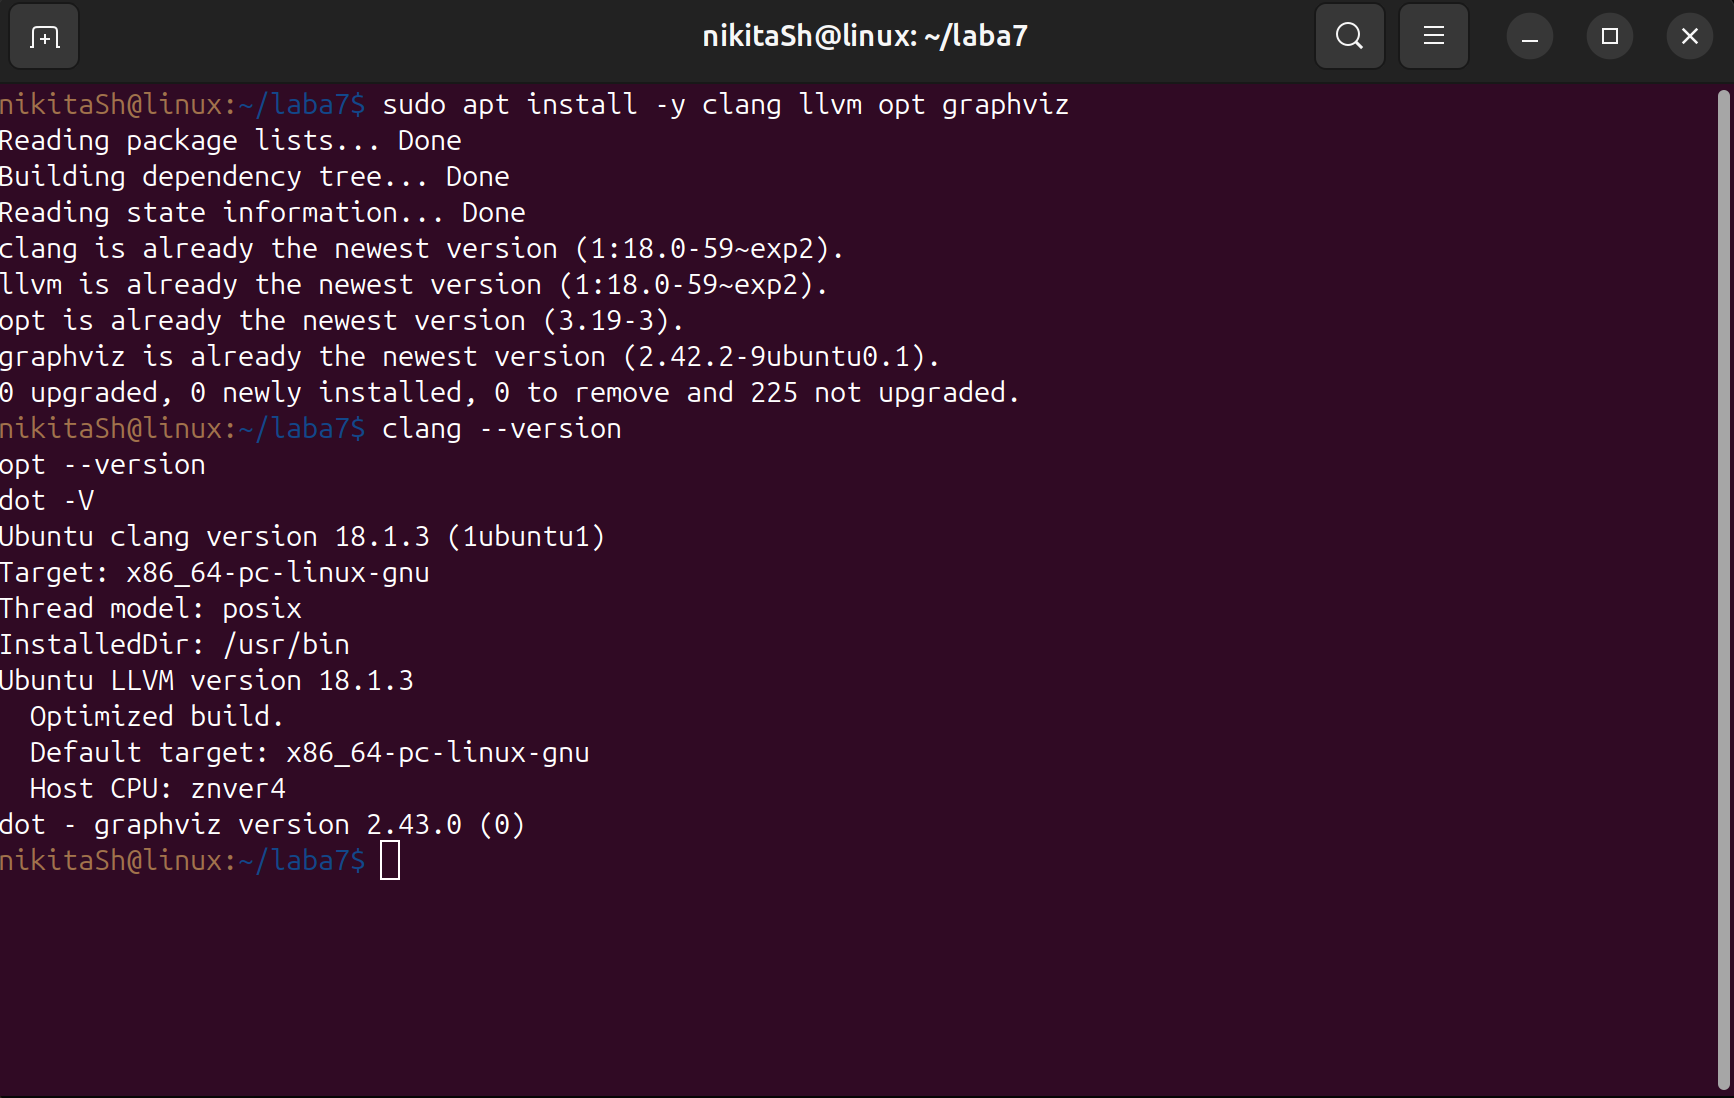 nikitaSh@linux: ~/laba7
nikitaSh@linux:~/laba7$ sudo apt install -y clang llvm opt graphviz
Reading package lists... Done
Building dependency tree... Done
Reading state information... Done
clang is already the newest version (1:18.0-59~exp2).
llvm is already the newest version (1:18.0-59~exp2).
opt is already the newest version (3.19-3).
graphviz is already the newest version (2.42.2-9ubuntu0.1).
0 upgraded, 0 newly installed, 0 to remove and 225 not upgraded.
nikitaSh@linux:~/laba7$ clang --version
opt --version
dot -V
Ubuntu clang version 18.1.3 (1ubuntu1)
Target: x86_64-pc-linux-gnu
Thread model: posix
InstalledDir: /usr/bin
Ubuntu LLVM version 18.1.3
  Optimized build.
  Default target: x86_64-pc-linux-gnu
  Host CPU: znver4
dot - graphviz version 2.43.0 (0)
nikitaSh@linux:~/laba7$